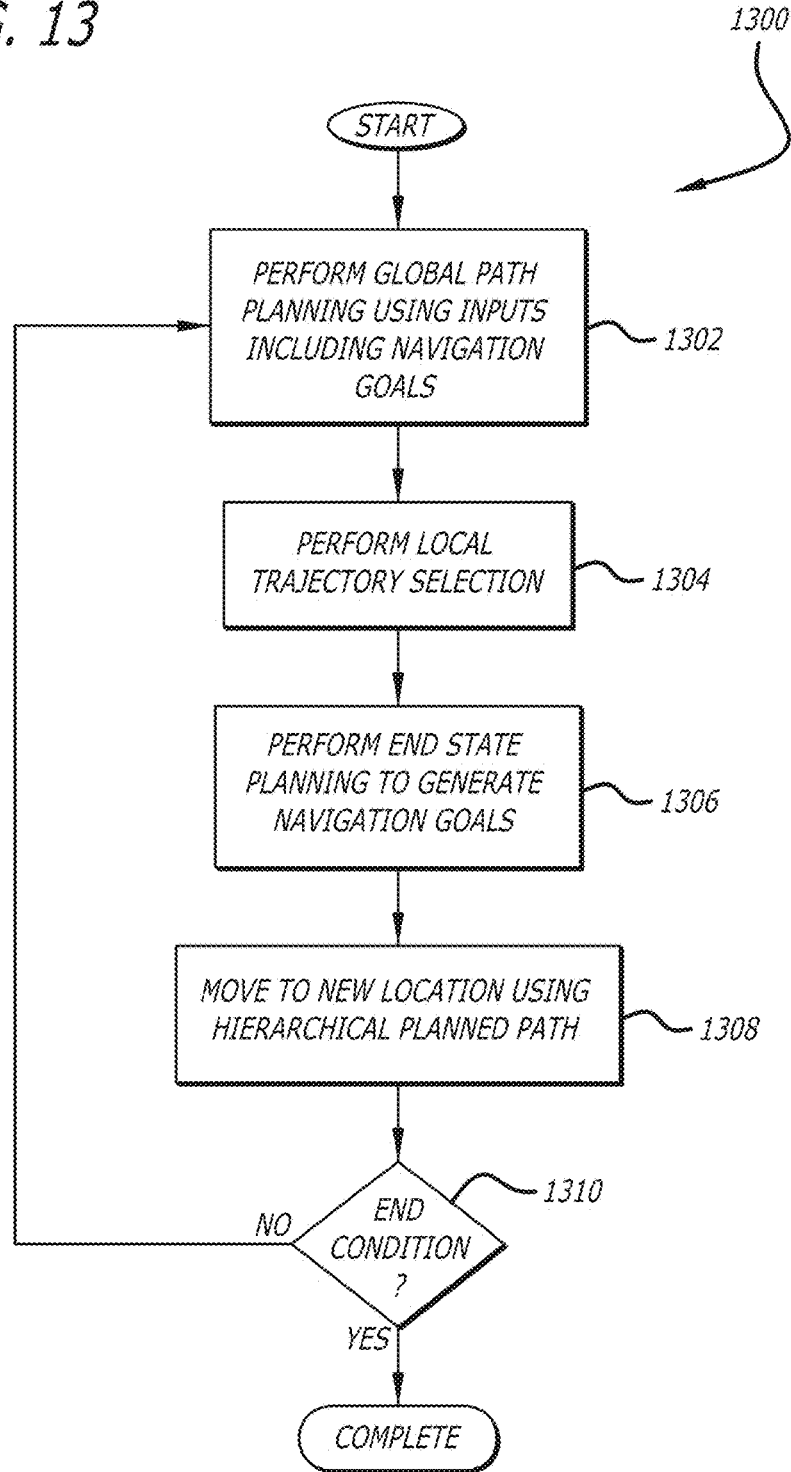 . 13
1300
START
PERFORM GLOBAL PATH
PLANNING USING INPUTS
INCLUDING NAVIGATION
GOALS
1302
PERFORM LOCAL
TRAJECTORY SELECTION
1304
PERFORM END STATE
PLANNING TO GENERATE
NAVIGATION GOALS
1306
MOVE TO NEW LOCATION USING
HIERARCHICAL PLANNED PATH
1308
END
CONDITION
?
1310
NO
YES
COMPLETE